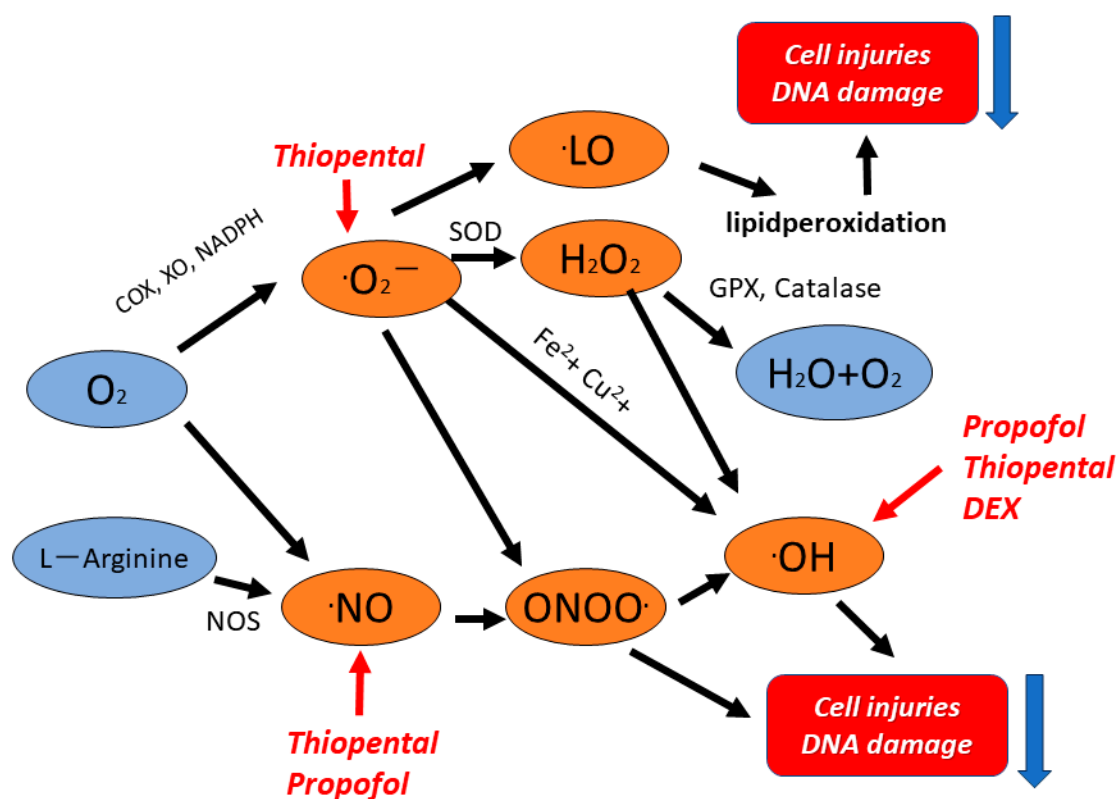 Cell injuries
DNA damage
Thiopental
·LO
lipidperoxidation
COX, XO, NADPH
SOD
·O₂—
H₂O₂
GPX, Catalase
Fe²+ Cu²+
O₂
H₂O+O₂
Propofol
Thiopental
DEX
L—Arginine
·OH
NOS
·NO
ONOO·
Thiopental
Propofol
Cell injuries
DNA damage